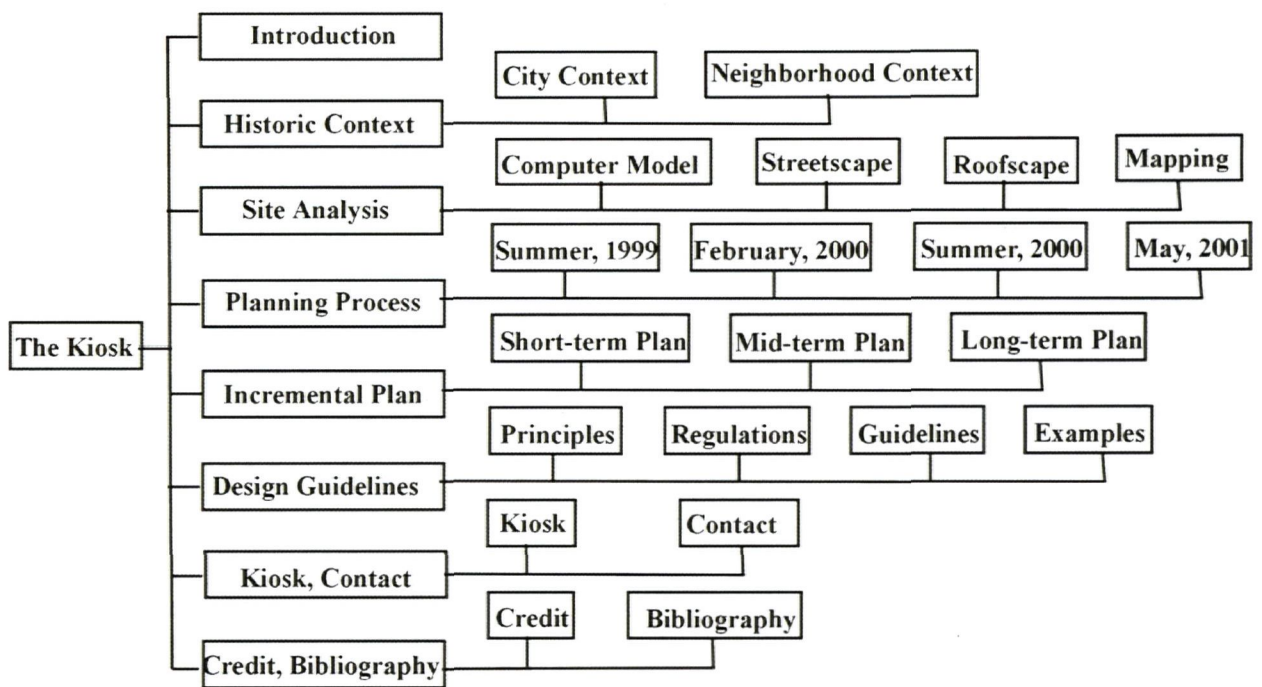 Introduction
City Context
Neighborhood Context
Historic Context
Computer Model
Streetscape
Roofscape
Mapping
Site Analysis
Summer, 1999
February, 2000
Summer, 2000
May, 2001
Planning Process
The Kiosk
Short-term Plan
Mid-term Plan
Long-term Plan
Incremental Plan
Principles
Regulations
Guidelines
Examples
Design Guidelines
Kiosk
Contact
Kiosk, Contact
Credit
Bibliography
Credit, Bibliography